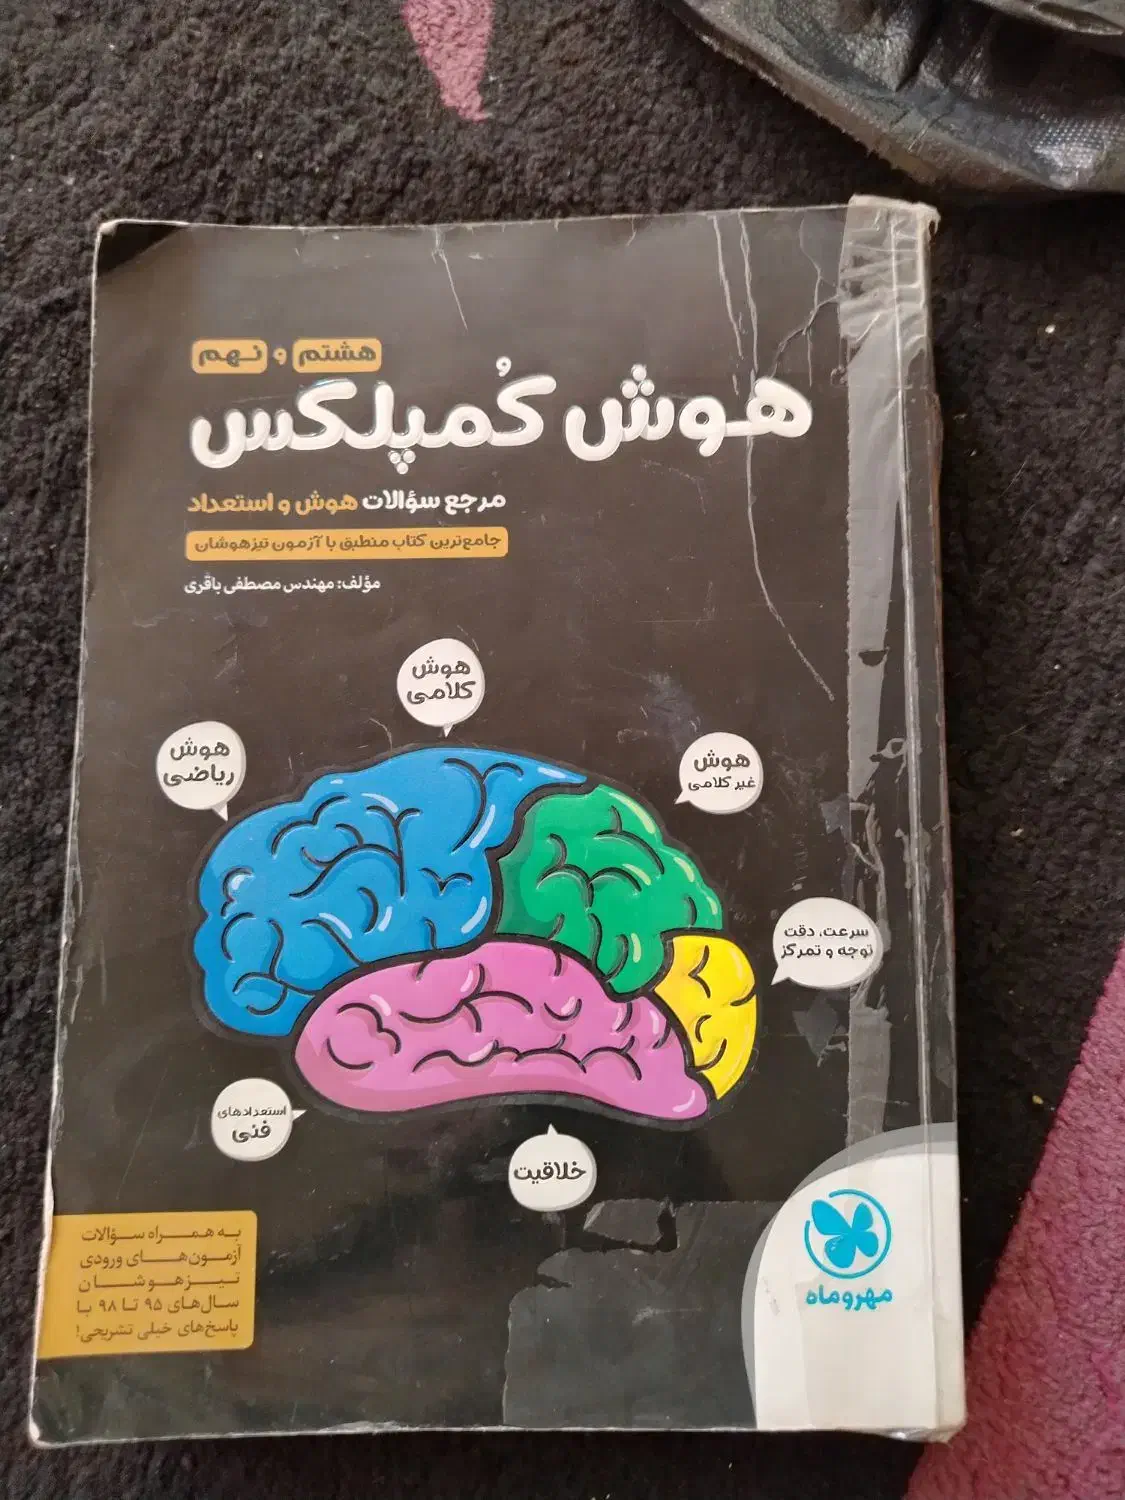 هشتم و نهم
هوش کُمپلکس
مرجع سؤالات هوش و استعداد
جامع‌ترین کتاب منطبق با آزمون تیزهوشان
مؤلف: مهندس مصطفی باقری
هوش
کلامی
هوش
ریاضی
هوش
غیر کلامی
سرعت، دقت
توجه و تمرکز
استعدادهای
فنی
خلاقیت
به همراه سؤالات
آزمون‌های ورودی
تیزهوشان
سال‌های ۹۵ تا ۹۸ با
پاسخ‌های خیلی تشریحی!
مهروماه